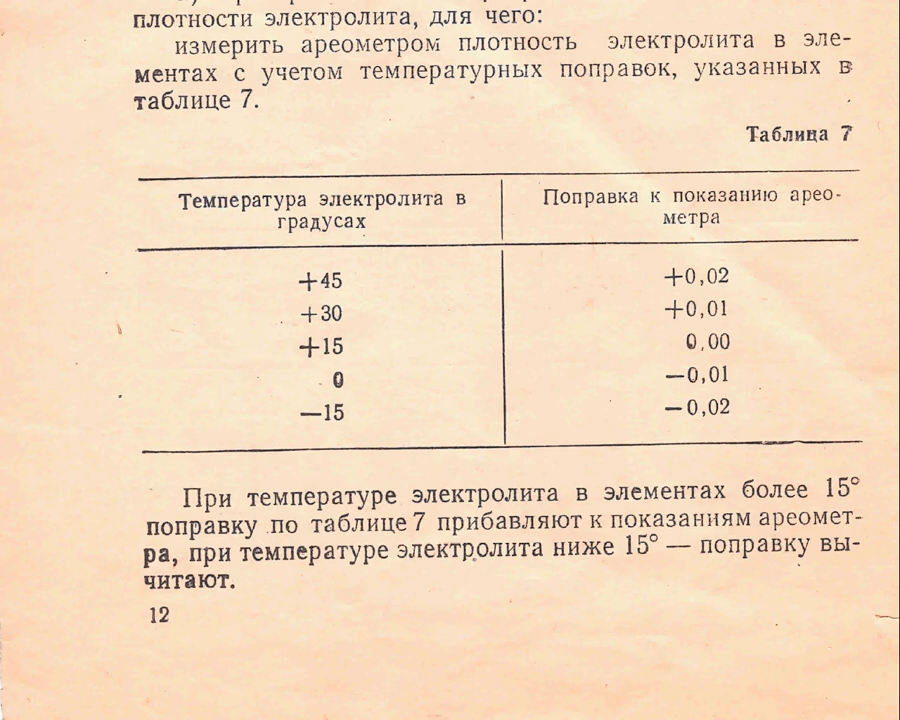 плотности электролита, для чего:
измерить ареометром плотность электролита в эле-
ментах с учетом температурных поправок, указанных в
таблице 7.
Таблица 7
Температура электролита в
градусах
Поправка к показанию арео-
метра
+45 +0,02
+30 +0,01
+15 0,00
0 —0,01
—15 —0,02
При температуре электролита в элементах более 15°
поправку по таблице 7 прибавляют к показаниям ареомет-
ра, при температуре электролита ниже 15° — поправку вы-
читают.
12